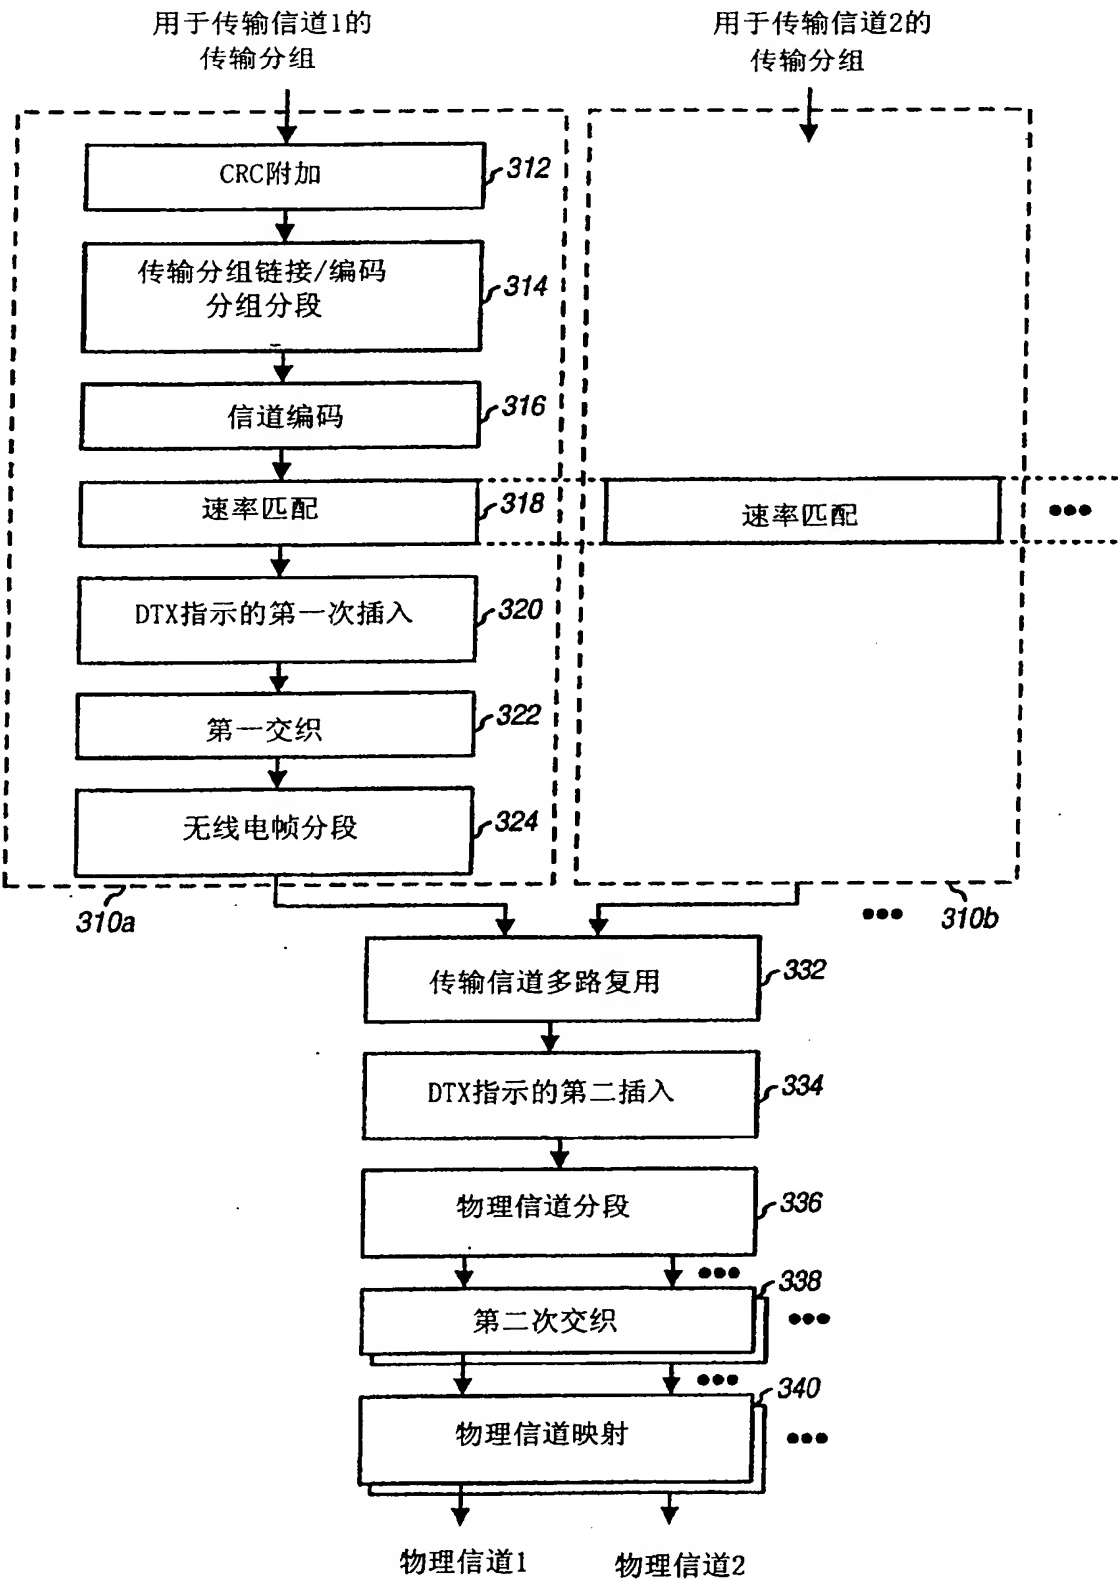 用于传输信道1的
传输分组
用于传输信道2的
传输分组
CRC附加
312
传输分组链接/编码
分组分段
314
信道编码
316
速率匹配
318
速率匹配
DTX指示的第一次插入
320
第一交织
322
无线电帧分段
324
310a
310b
传输信道多路复用
332
DTX指示的第二插入
334
物理信道分段
336
338
第二次交织
340
物理信道映射
物理信道1
物理信道2